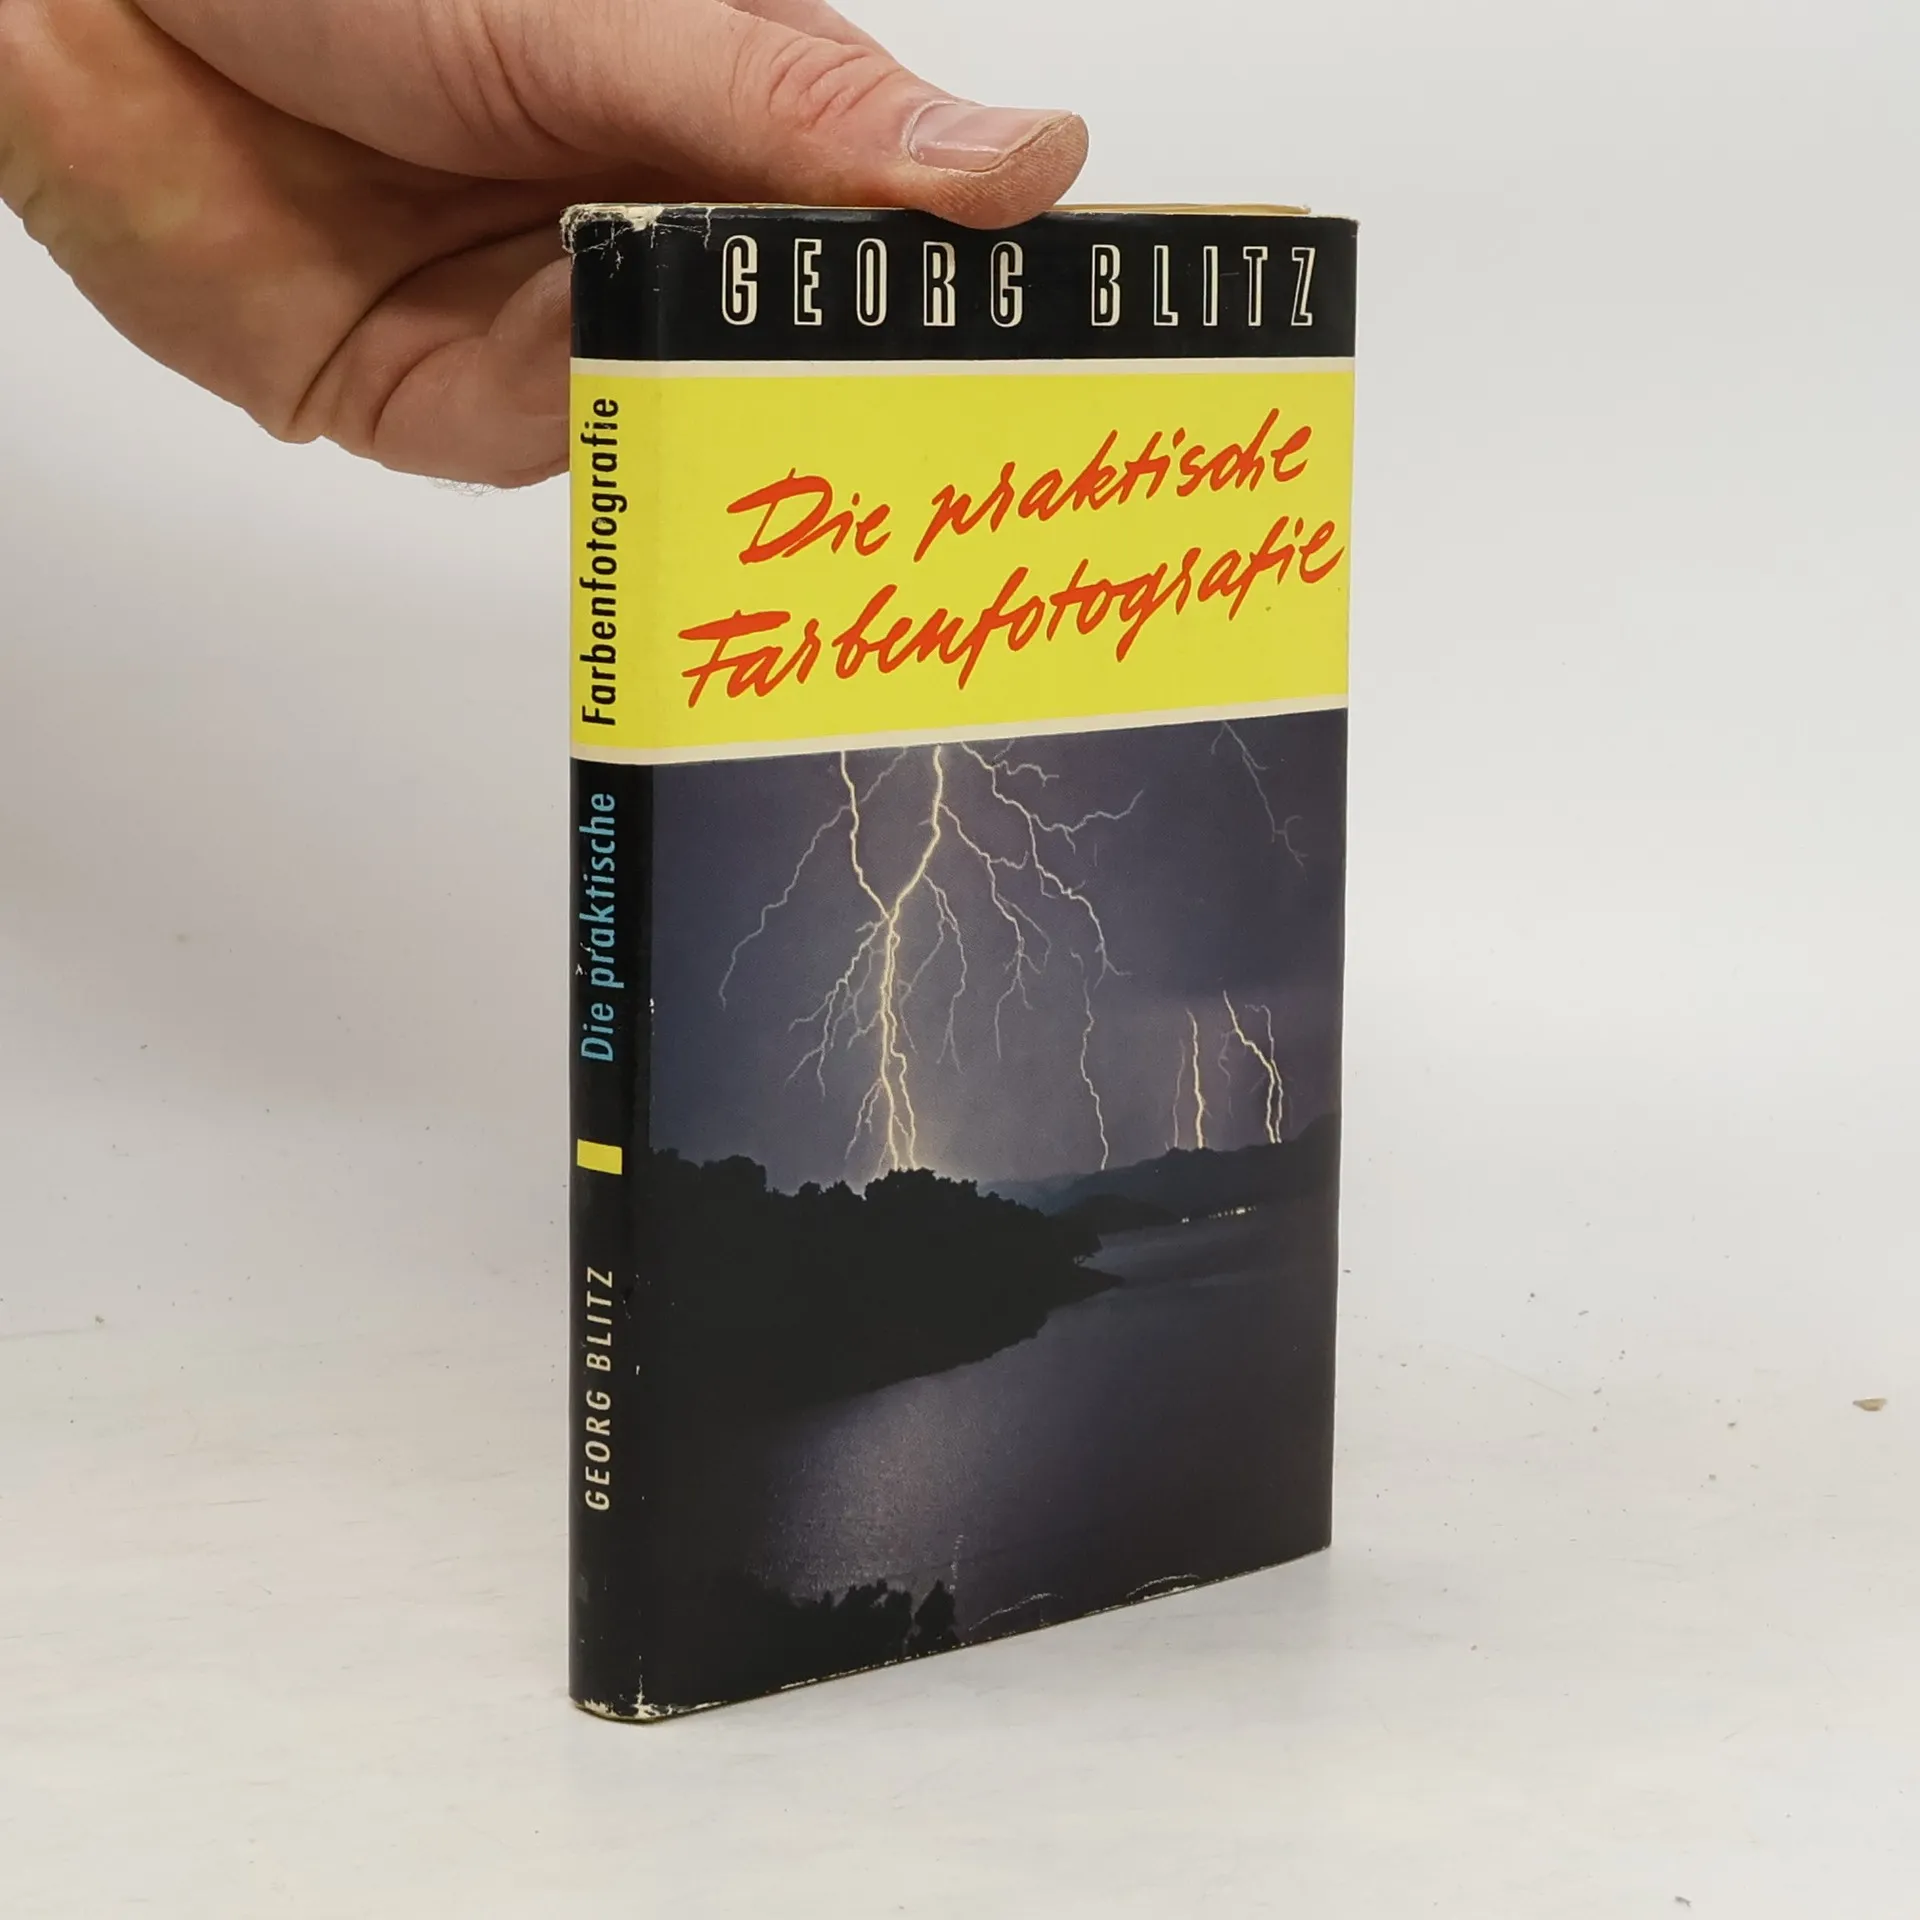 GEORG BLITZ
Die praktische
Farbenfotografie
GEORG BLITZ Die praktische Farbenfotografie